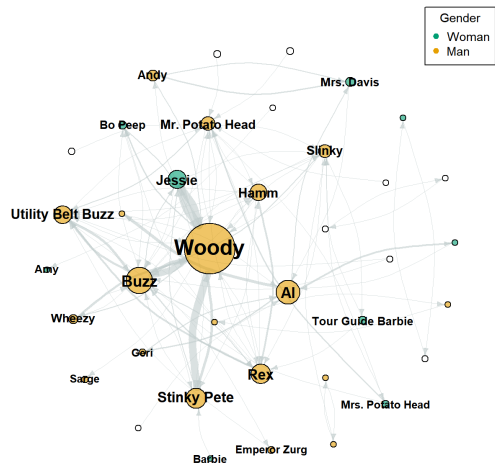 Gender
Woman
Man
Andy
Mrs. Davis
Bo Peep
Mr. Potato Head
Slinky
Jessie
Hamm
Utility Belt Buzz
Woody
Amy
Buzz
Al
Wheezy
Tour Guide Barbie
Geri
Sarge
Rex
Stinky Pete
Mrs. Potato Head
Barbie
Emperor Zurg